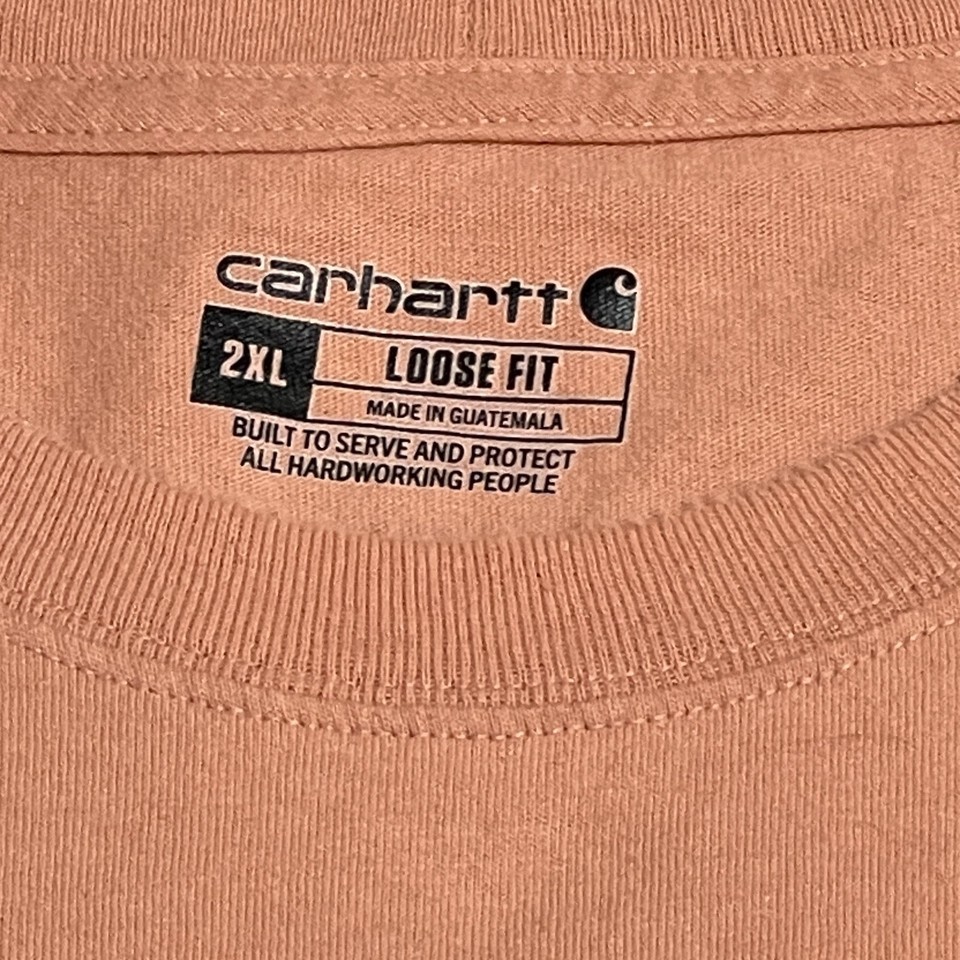 carhartt
2XL LOOSE FIT
MADE IN GUATEMALA
BUILT TO SERVE AND PROTECT
ALL HARDWORKING PEOPLE